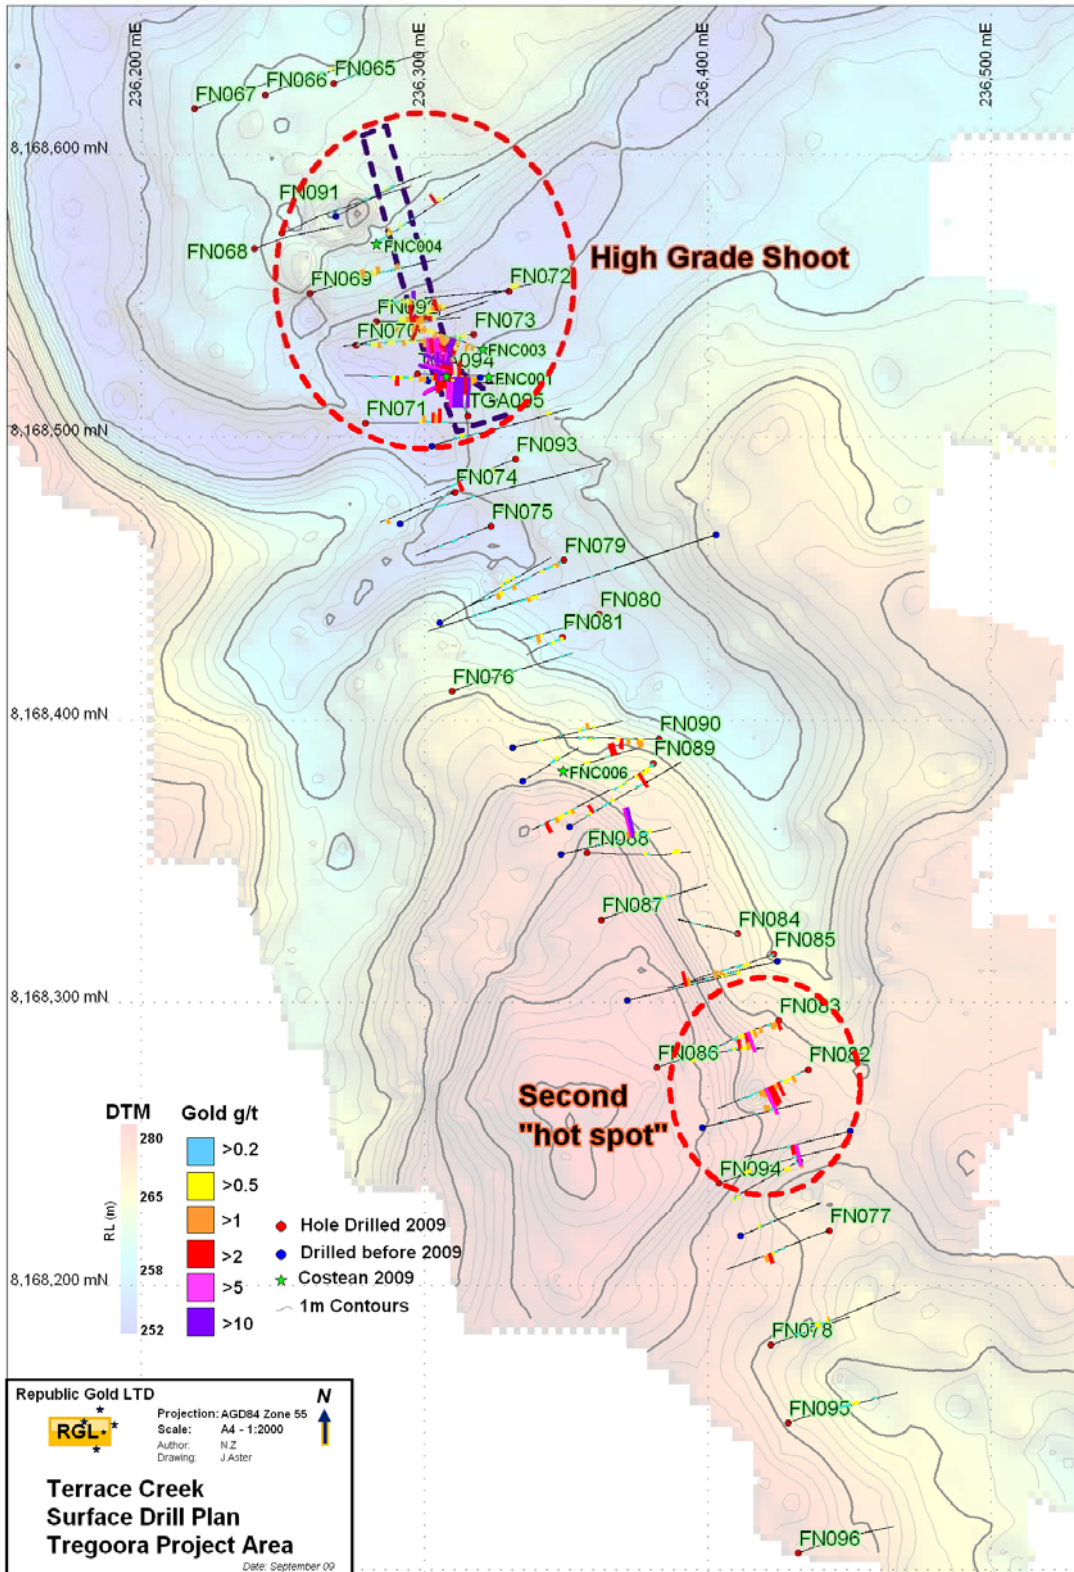 236,200 mE
236,300 mE
236,400 mE
236,500 mE
FN065
FN066
FN067
8,168,600 mN
FN091
FN068
FNC004
High Grade Shoot
FN069
FN072
FN092
FN070
FN073
FNC003
094
FNC001
FN071
TGA095
8,168,500 mN
FN093
FN074
FN075
FN079
FN080
FN081
FN076
8,168,400 mN
FN090
FN089
FNC006
FN088
FN087
FN084
FN085
8,168,300 mN
FN083
FN086
FN082
Second
"hot spot"
FN094
FN077
8,168,200 mN
FN078
FN095
FN096
DTM
Gold g/t
280
265
258
252
RL (m)
>0.2
>0.5
>1
>2
>5
>10
Hole Drilled 2009
Drilled before 2009
Costean 2009
1m Contours
Republic Gold LTD
N
RGL
Projection: AGD84 Zone 55
Scale: A4 - 1:2000
Author: N.Z
Drawing: J.Aster
Terrace Creek
Surface Drill Plan
Tregoora Project Area
Date: September 09